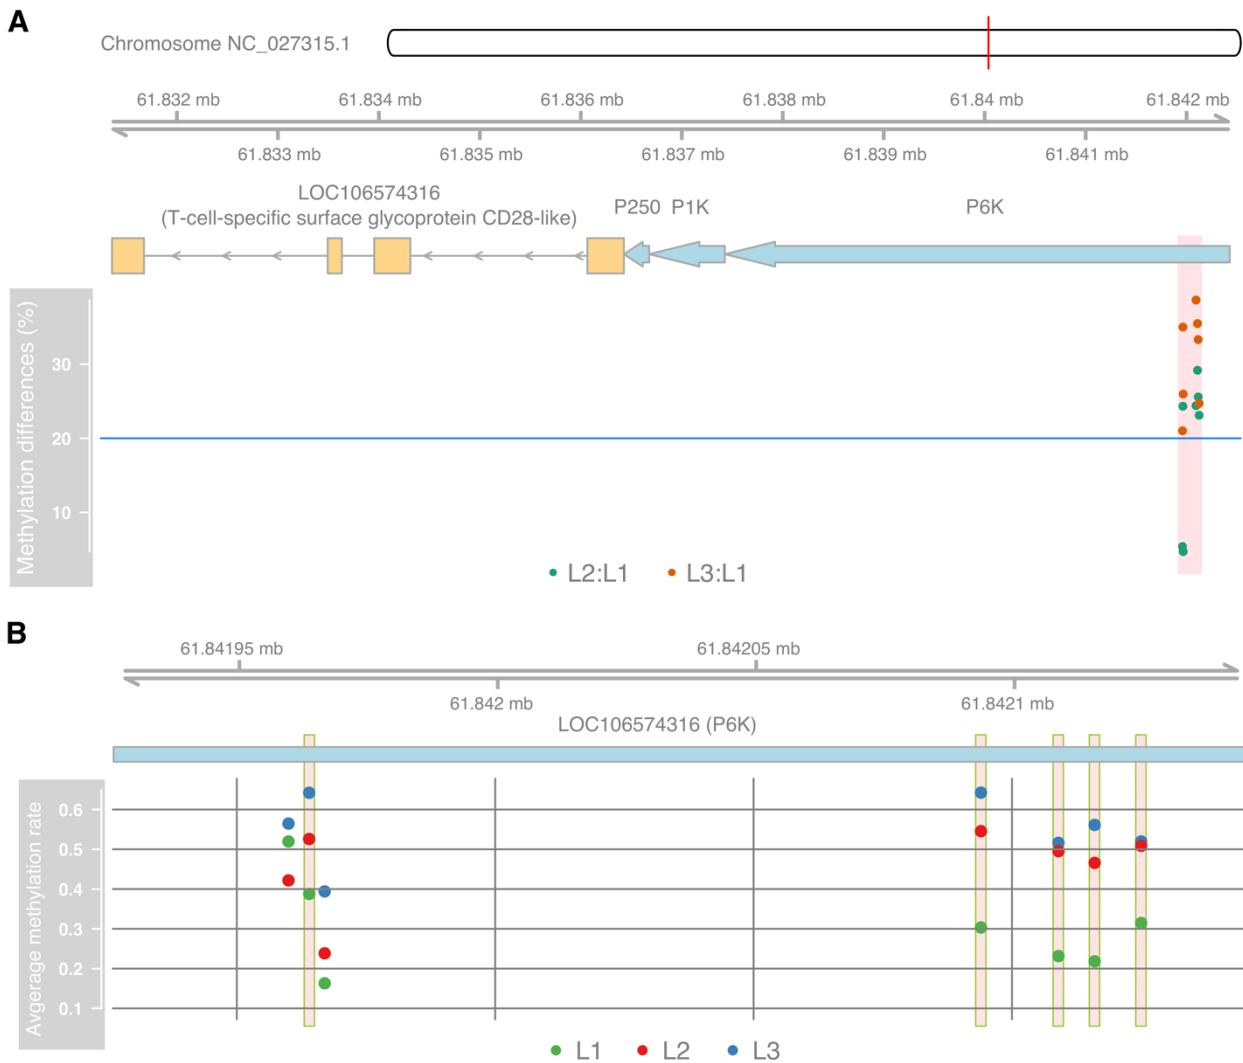 A
Chromosome NC_027315.1
61.832 mb 61.834 mb 61.836 mb 61.838 mb 61.84 mb 61.842 mb
61.833 mb 61.835 mb 61.837 mb 61.839 mb 61.841 mb
LOC106574316
(T-cell-specific surface glycoprotein CD28-like)
P250 P1K P6K
Methylation differences (%)
30
20
10
L2:L1 L3:L1
B
61.84195 mb 61.84205 mb
61.842 mb 61.8421 mb
LOC106574316 (P6K)
Avgerage methylation rate
0.6
0.5
0.4
0.3
0.2
0.1
L1 L2 L3